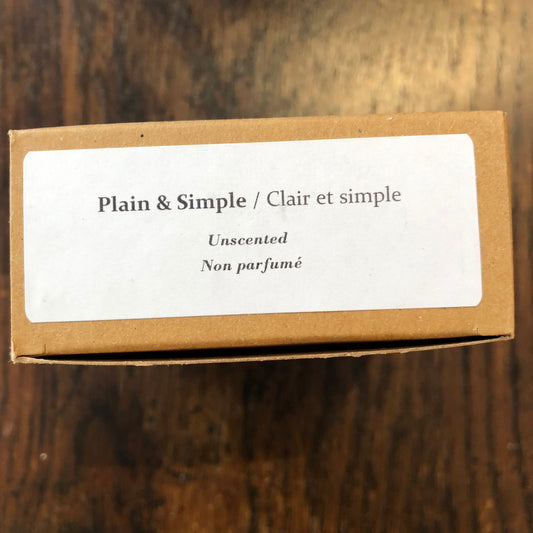 Plain & Simple / Clair et simple
Unscented
Non parfumé